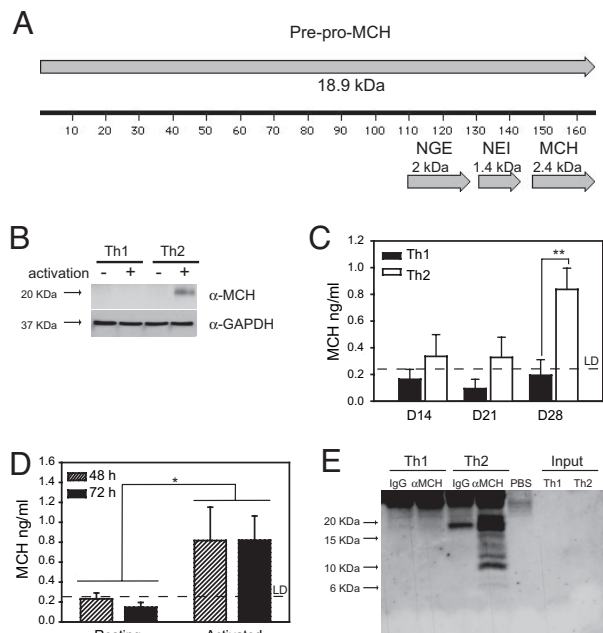 A
Pre-pro-MCH
18.9 kDa
10 20 30 40 50 60 70 80 90 100 110 120 130 140 150 160
NGE NEI MCH
2 kDa 1.4 kDa 2.4 kDa
B
Th1 Th2
activation - + - +
20 KDa α-MCH
37 KDa α-GAPDH
C
MCH ng/ml
1.2
1.0
0.8
0.6
0.4
0.2
0.0
Th1
Th2
**
LD
D14 D21 D28
D
MCH ng/ml
1.6
1.4
1.2
1.0
0.8
0.6
0.4
0.2
0.0
48 h
72 h
*
LD
Resting Activated
E
Th1 Th2 Input
IgG αMCH IgG αMCH PBS Th1 Th2
20 KDa
15 KDa
10 KDa
6 KDa